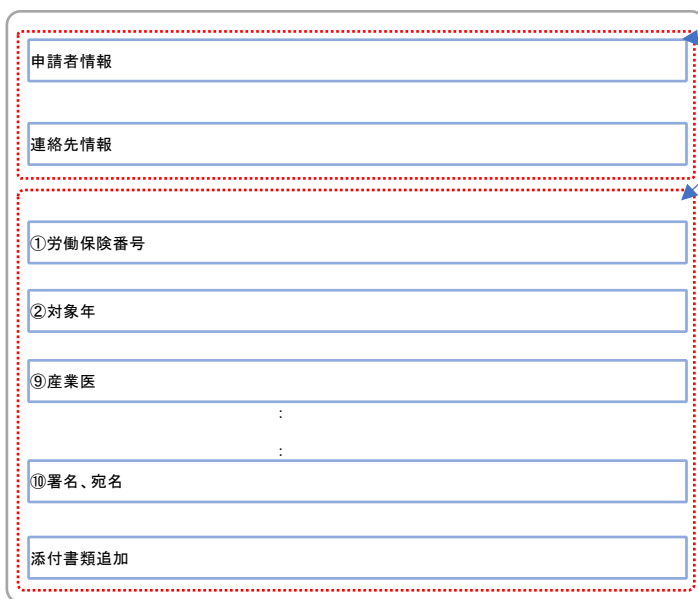 申請者情報
連絡先情報
①労働保険番号
②対象年
⑨産業医
:
:
⑩署名、宛名
添付書類追加